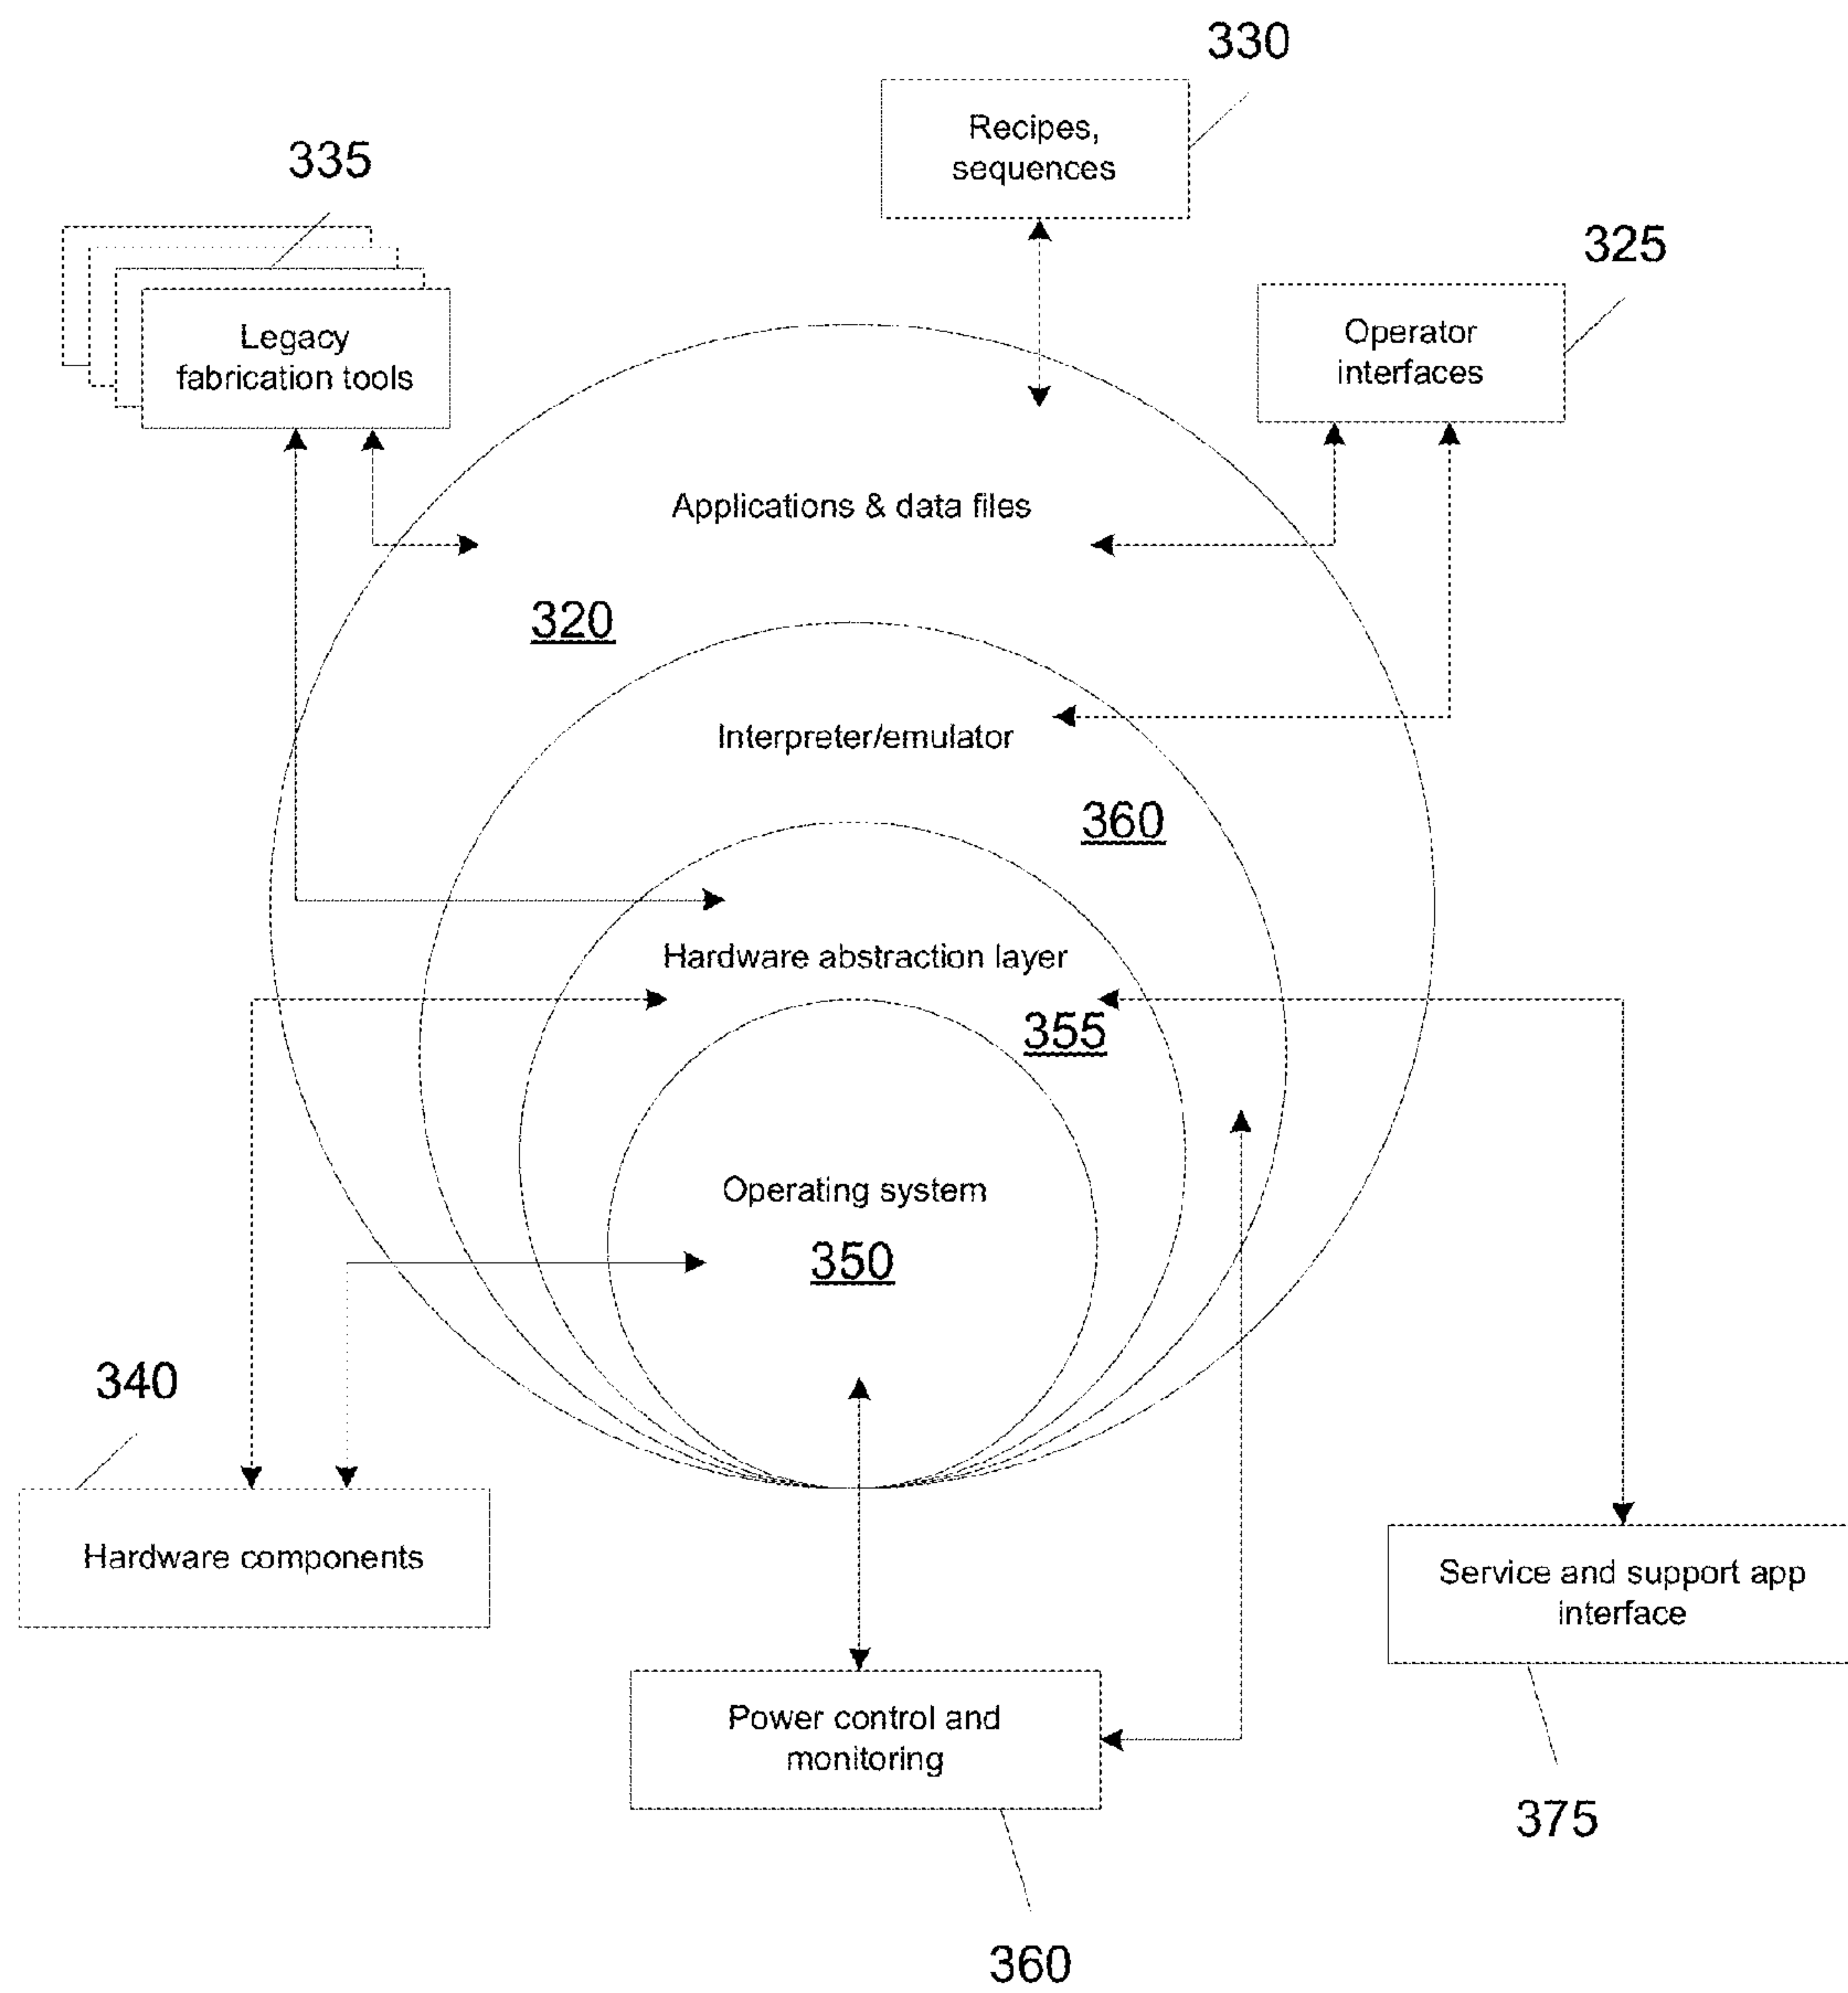 330
Recipes,
sequences
335
325
Legacy
fabrication tools
Operator
interfaces
Applications & data files
320
Interpreter/emulator
360
Hardware abstraction layer
355
Operating system
350
340
Hardware components
Service and support app
interface
Power control and
monitoring
375
360